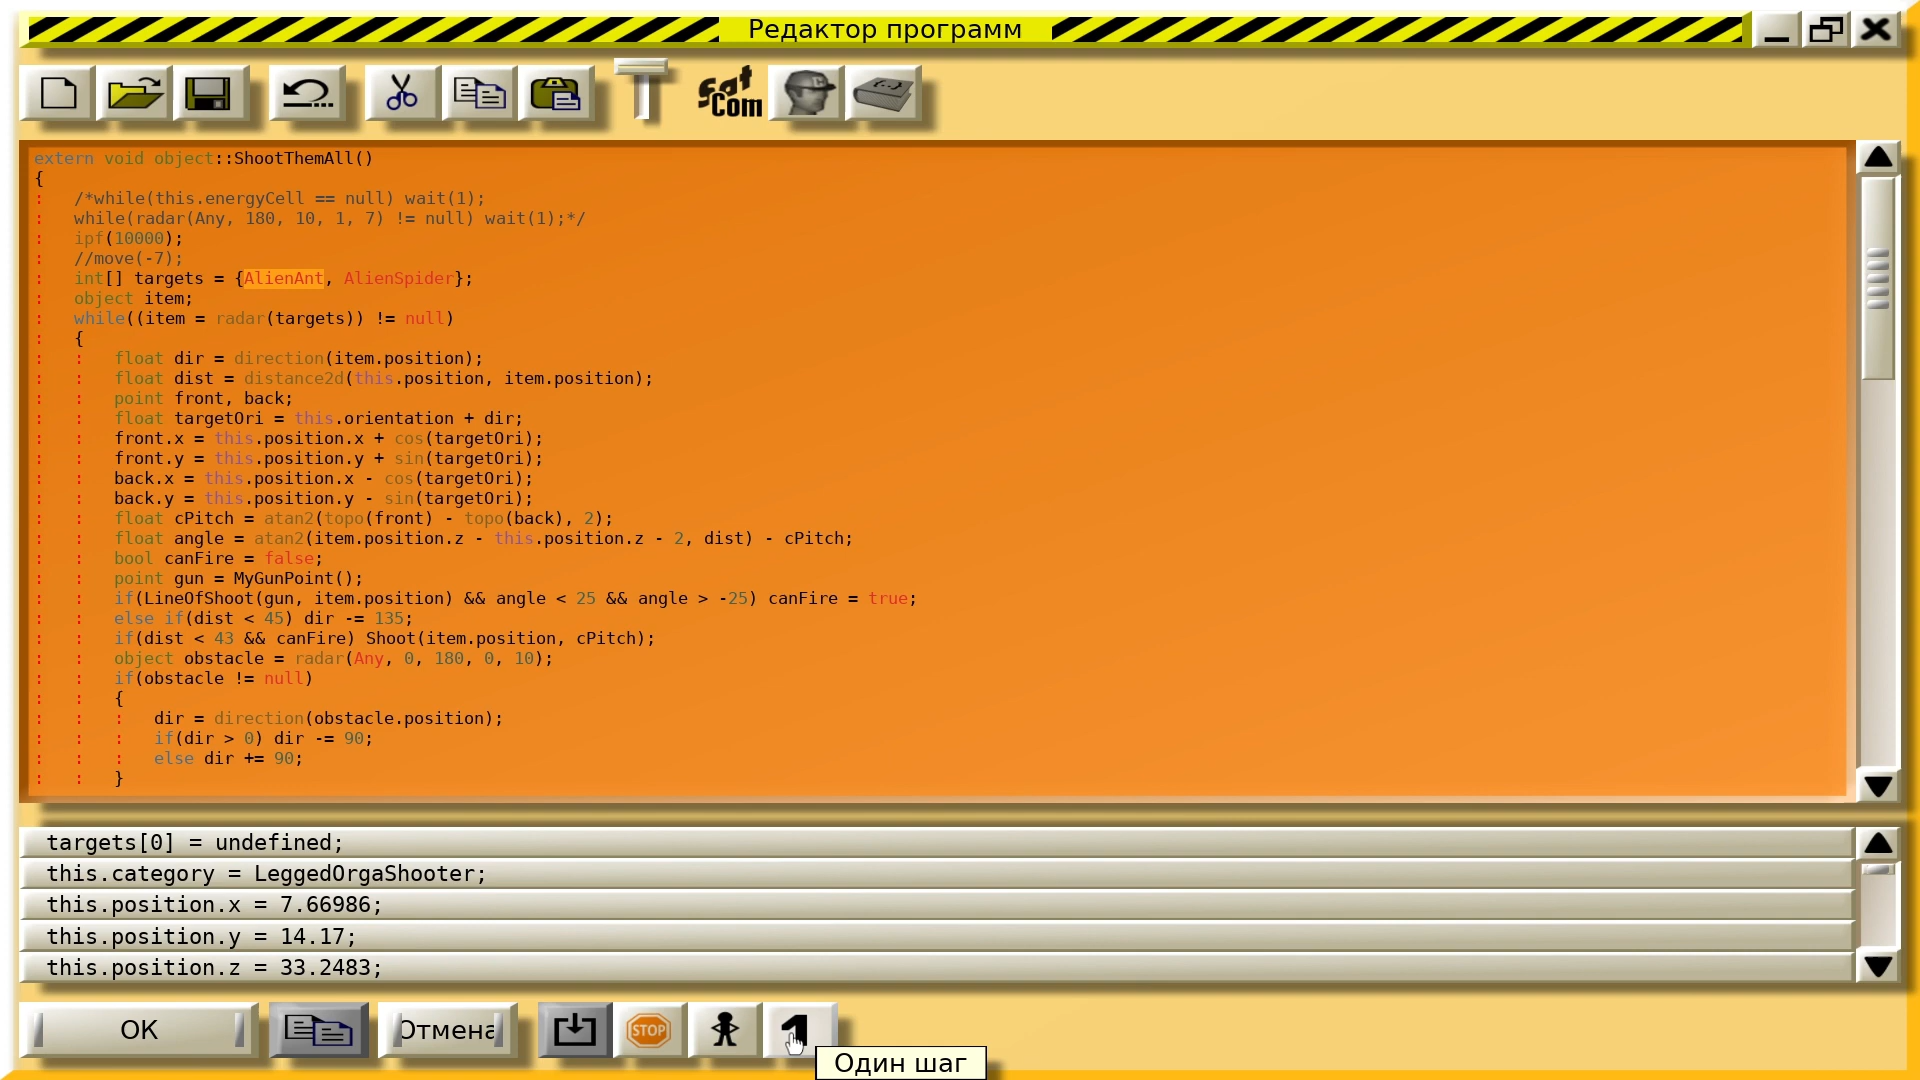 Редактор программ
Sat
Com
extern void object::ShootThemAll()
{
:   /*while(this.energyCell == null) wait(1);
:   while(radar(Any, 180, 10, 1, 7) != null) wait(1);*/
:   ipf(10000);
:   //move(-7);
:   int[] targets = {AlienAnt, AlienSpider};
:   object item;
:   while((item = radar(targets)) != null)
:   {
:   :   float dir = direction(item.position);
:   :   float dist = distance2d(this.position, item.position);
:   :   point front, back;
:   :   float targetOri = this.orientation + dir;
:   :   front.x = this.position.x + cos(targetOri);
:   :   front.y = this.position.y + sin(targetOri);
:   :   back.x = this.position.x - cos(targetOri);
:   :   back.y = this.position.y - sin(targetOri);
:   :   float cPitch = atan2(topo(front) - topo(back), 2);
:   :   float angle = atan2(item.position.z - this.position.z - 2, dist) - cPitch;
:   :   bool canFire = false;
:   :   point gun = MyGunPoint();
:   :   if(LineOfShoot(gun, item.position) && angle < 25 && angle > -25) canFire = true;
:   :   else if(dist < 45) dir -= 135;
:   :   if(dist < 43 && canFire) Shoot(item.position, cPitch);
:   :   object obstacle = radar(Any, 0, 180, 0, 10);
:   :   if(obstacle != null)
:   :   {
:   :   :   dir = direction(obstacle.position);
:   :   :   if(dir > 0) dir -= 90;
:   :   :   else dir += 90;
:   :   }
targets[0] = undefined;
this.category = LeggedOrgaShooter;
this.position.x = 7.66986;
this.position.y = 14.17;
this.position.z = 33.2483;
OK Отмена STOP 1
Один шаг